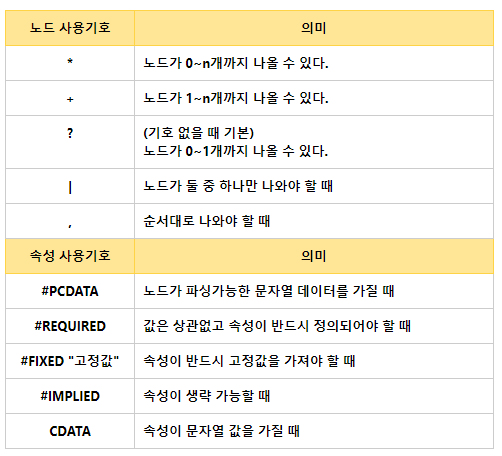 노드 사용기호 의미
* 노드가 0~n개까지 나올 수 있다.
+ 노드가 1~n개까지 나올 수 있다.
? (기호 없을 때 기본)
노드가 0~1개까지 나올 수 있다.
| 노드가 둘 중 하나만 나와야 할 때
, 순서대로 나와야 할 때
속성 사용기호 의미
#PCDATA 노드가 파싱가능한 문자열 데이터를 가질 때
#REQUIRED 값은 상관없고 속성이 반드시 정의되어야 할 때
#FIXED "고정값" 속성이 반드시 고정값을 가져야 할 때
#IMPLIED 속성이 생략 가능할 때
CDATA 속성이 문자열 값을 가질 때